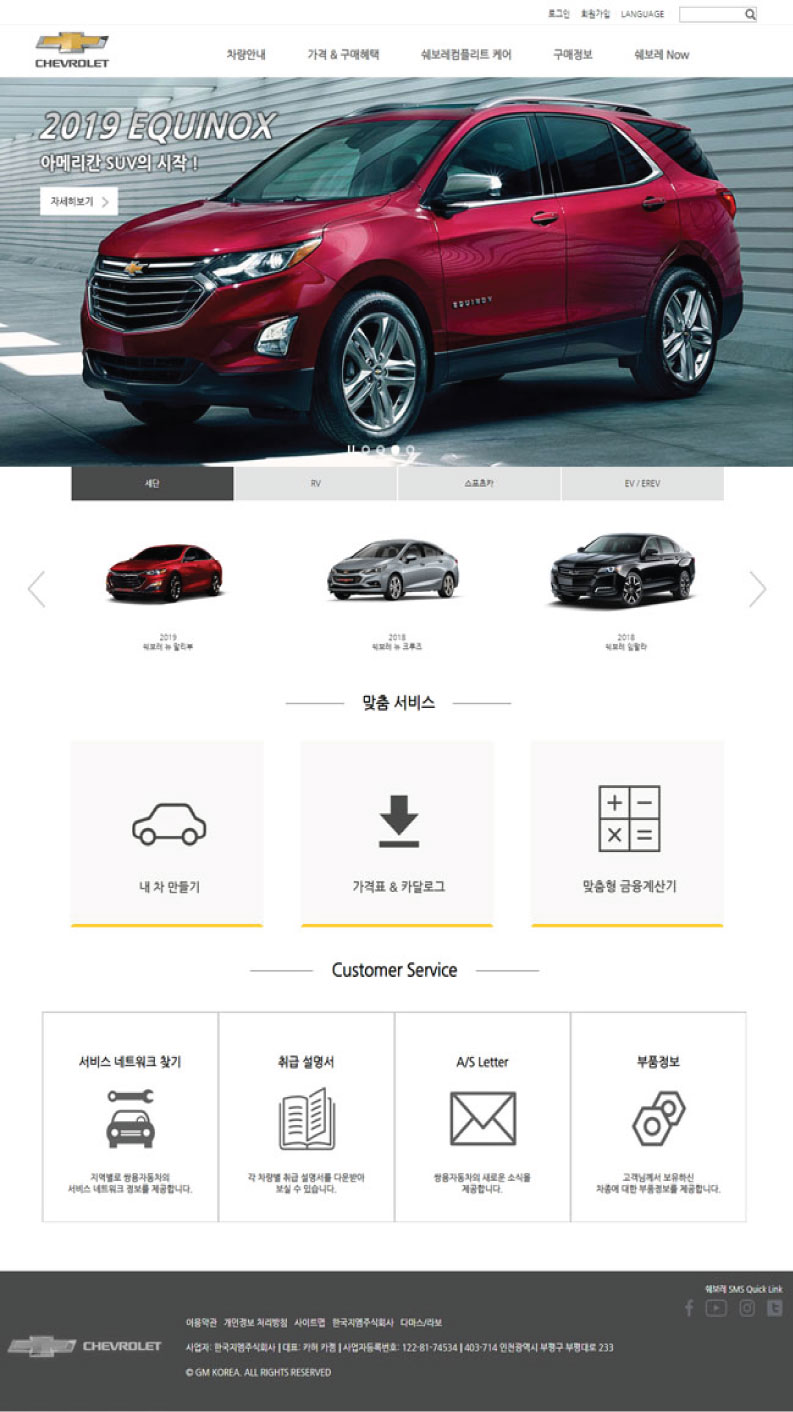 로그인 회원가입 LANGUAGE
CHEVROLET
차량안내 가격 & 구매혜택 쉐보레컴플리트 케어 구매정보 쉐보레 Now
2019 EQUINOX
아메리칸 SUV의 시작 !
자세히보기
EQUINOX
세단 RV 스포츠카 EV / EREV
2019 2018 2018
쉐보레 뉴 말리부 쉐보레 뉴 크루즈 쉐보레 임팔라
맞춤 서비스
내 차 만들기 가격표 & 카달로그 맞춤형 금융계산기
Customer Service
서비스 네트워크 찾기 취급 설명서 A/S Letter 부품정보
지역별로 쌍용자동차의 각 차량별 취급 설명서를 다운받아 쌍용자동차의 새로운 소식을 고객님께서 보유하신
서비스 네트워크 정보를 제공합니다. 보실 수 있습니다. 제공합니다. 차종에 대한 부품정보를 제공합니다.
쉐보레 SMS Quick Link
이용약관 개인정보 처리방침 사이트맵 한국지엠주식회사 다마스/라보
CHEVROLET
사업자: 한국지엠주식회사 | 대표: 카허 카젬 | 사업자등록번호: 122-81-74534 | 403-714 인천광역시 부평구 부평대로 233
© GM KOREA. ALL RIGHTS RESERVED